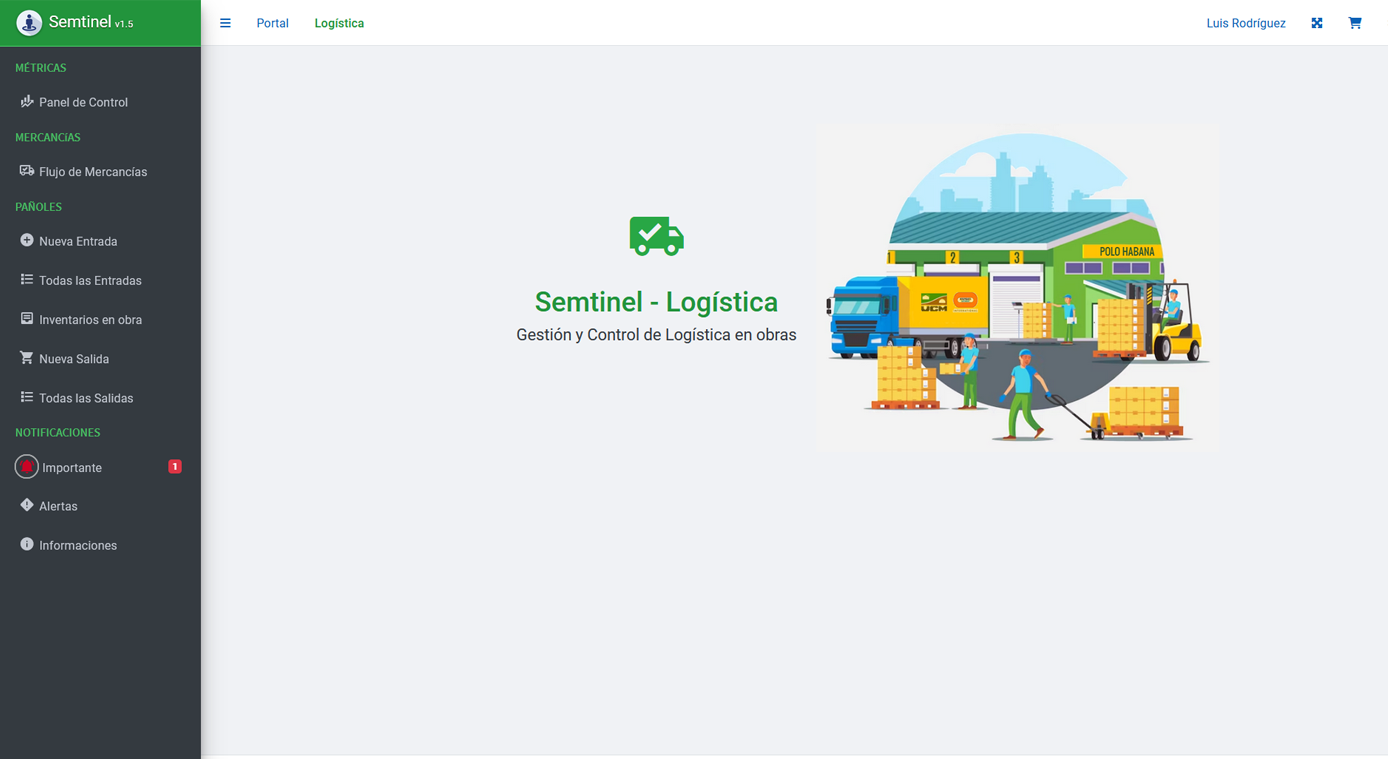 Semtinel v1.5
Portal
Logística
Luis Rodríguez
MÉTRICAS
Panel de Control
MERCANCíAS
Flujo de Mercancías
PAÑOLES
Nueva Entrada
Todas las Entradas
Inventarios en obra
Nueva Salida
Todas las Salidas
NOTIFICACIONES
Importante
1
Alertas
Informaciones
Semtinel - Logística
Gestión y Control de Logística en obras
POLO HABANA
1
2
3
UCM